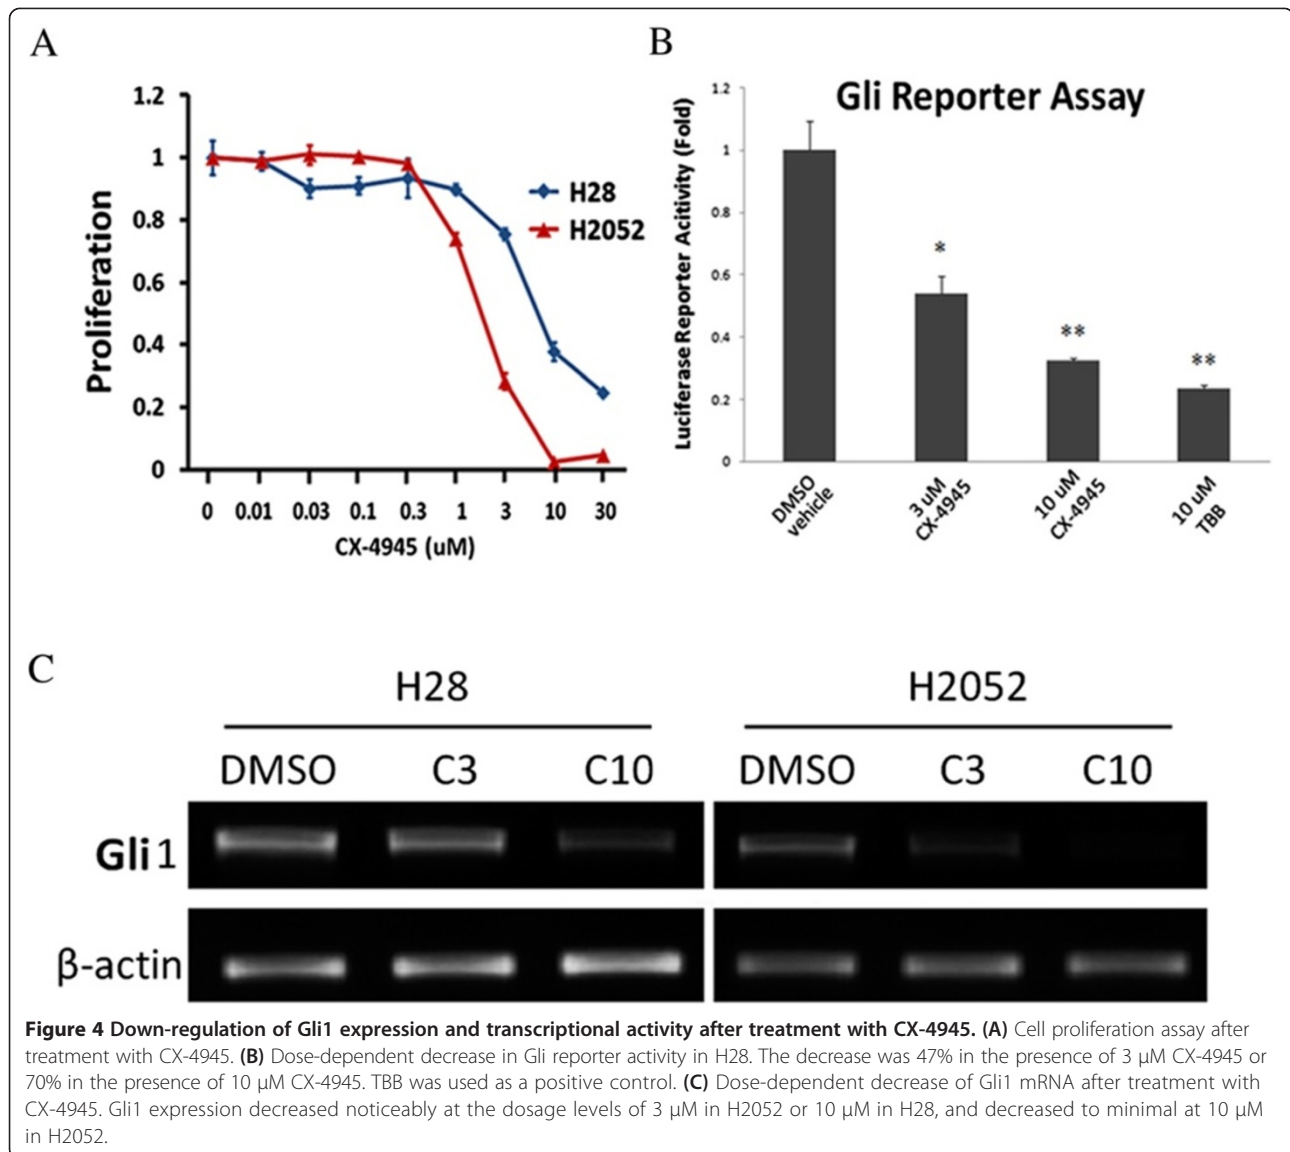 A
1.2
1
0.8
0.6
0.4
0.2
0
Proliferation
H28
H2052
0 0.01 0.03 0.1 0.3 1 3 10 30
CX-4945 (uM)
B
Gli Reporter Assay
Luciferase Reporter Acitivity (Fold)
1.2
1
0.8
0.6
0.4
0.2
0
*
**
**
DMSO
vehicle
3 uM
CX-4945
10 uM
CX-4945
10 uM
TBB
C
H28 H2052
DMSO C3 C10 DMSO C3 C10
Gli1
β-actin
Figure 4 Down-regulation of Gli1 expression and transcriptional activity after treatment with CX-4945. (A) Cell proliferation assay after
treatment with CX-4945. (B) Dose-dependent decrease in Gli reporter activity in H28. The decrease was 47% in the presence of 3 μM CX-4945 or
70% in the presence of 10 μM CX-4945. TBB was used as a positive control. (C) Dose-dependent decrease of Gli1 mRNA after treatment with
CX-4945. Gli1 expression decreased noticeably at the dosage levels of 3 μM in H2052 or 10 μM in H28, and decreased to minimal at 10 μM
in H2052.